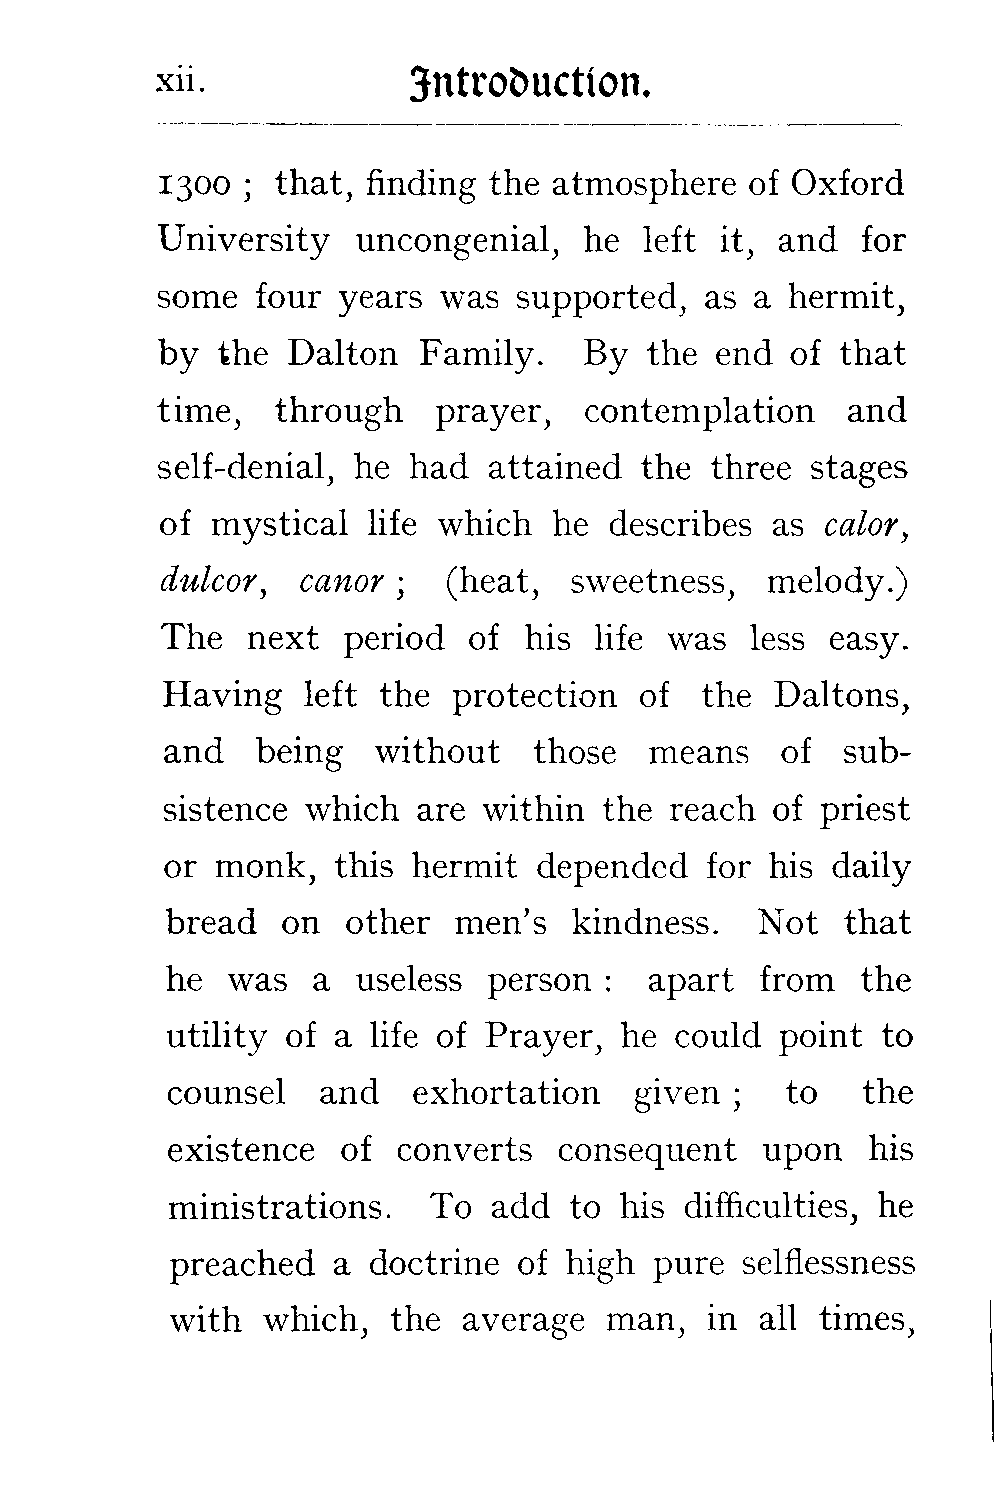 xii. Introduction.
1300 ; that, finding the atmosphere of Oxford
University uncongenial, he left it, and for
some four years was supported, as a hermit,
by the Dalton Family. By the end of that
time, through prayer, contemplation and
self-denial, he had attained the three stages
of mystical life which he describes as calor,
dulcor, canor ; (heat, sweetness, melody.)
The next period of his life was less easy.
Having left the protection of the Daltons,
and being without those means of sub-
sistence which are within the reach of priest
or monk, this hermit depended for his daily
bread on other men's kindness. Not that
he was a useless person : apart from the
utility of a life of Prayer, he could point to
counsel and exhortation given ; to the
existence of converts consequent upon his
ministrations. To add to his difficulties, he
preached a doctrine of high pure selflessness
with which, the average man, in all times,